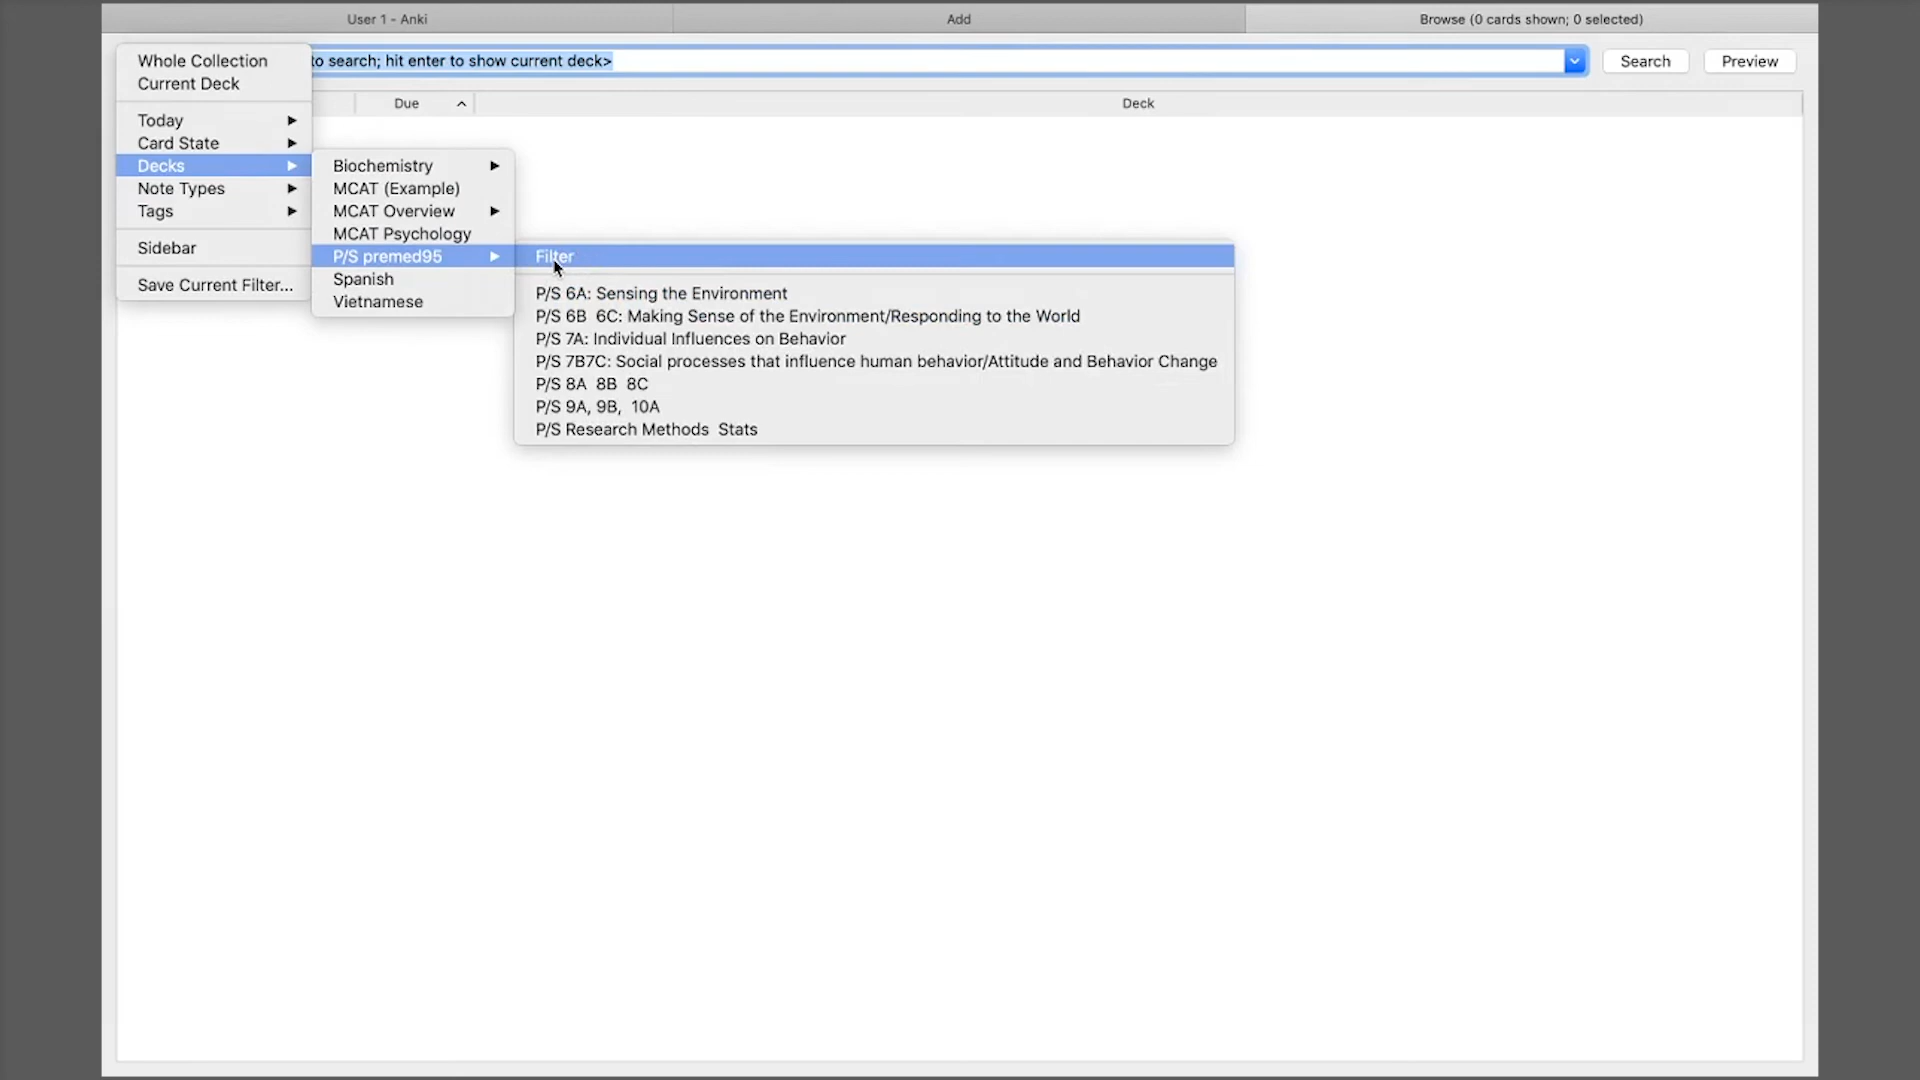 User 1 - Anki
Add
Browse (0 cards shown; 0 selected)
Whole Collection
to search; hit enter to show current deck>
Search
Preview
Current Deck
Due
Deck
Today
Card State
Decks
Note Types
Tags
Sidebar
Save Current Filter...
Biochemistry
MCAT (Example)
MCAT Overview
MCAT Psychology
P/S premed95
Spanish
Vietnamese
Filter
P/S 6A: Sensing the Environment
P/S 6B  6C: Making Sense of the Environment/Responding to the World
P/S 7A: Individual Influences on Behavior
P/S 7B7C: Social processes that influence human behavior/Attitude and Behavior Change
P/S 8A  8B  8C
P/S 9A, 9B,  10A
P/S Research Methods  Stats